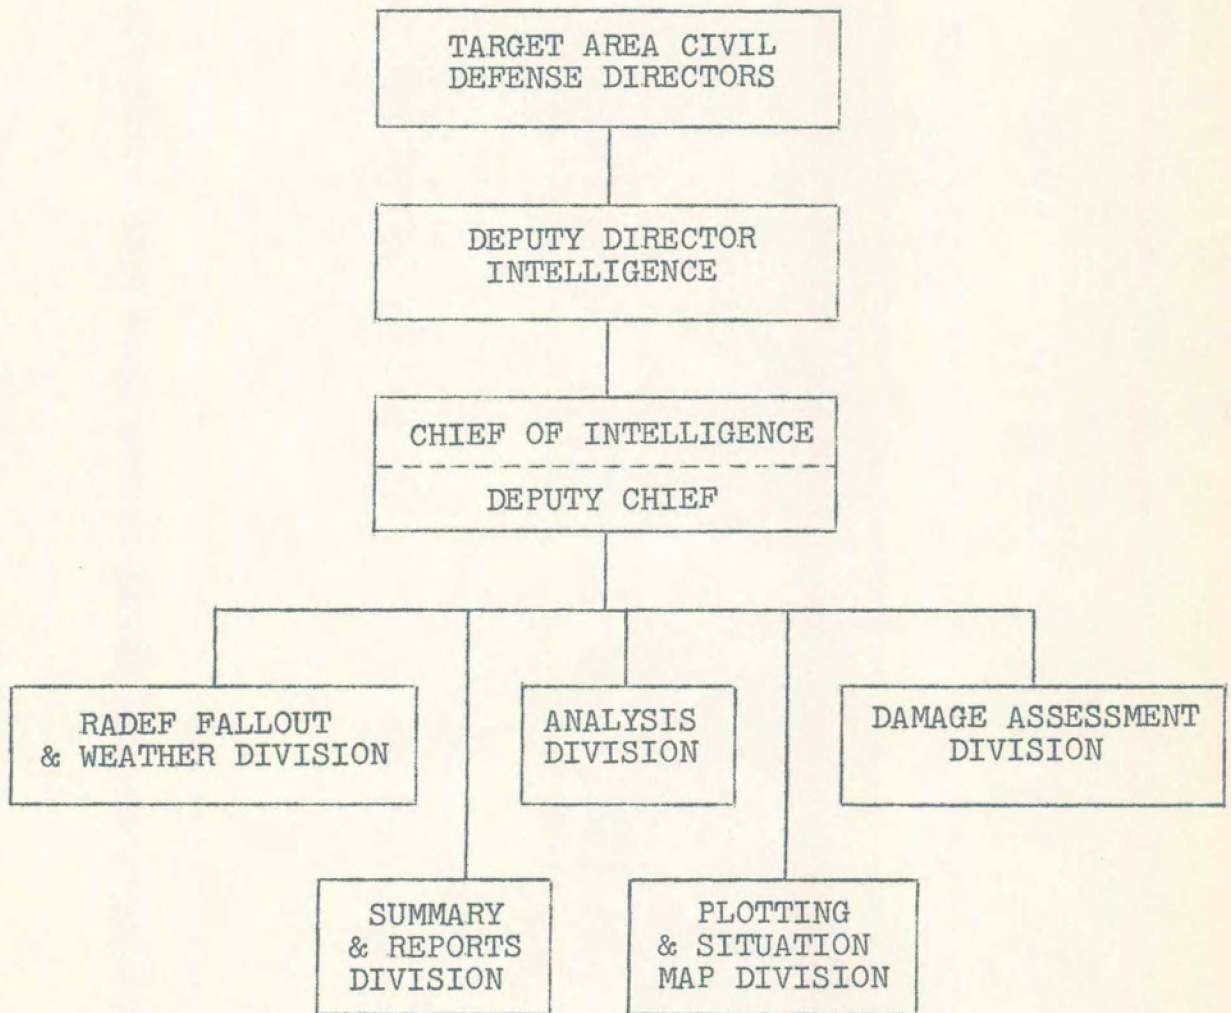 TARGET AREA CIVIL
DEFENSE DIRECTORS
DEPUTY DIRECTOR
INTELLIGENCE
CHIEF OF INTELLIGENCE
DEPUTY CHIEF
RADEF FALLOUT
& WEATHER DIVISION
ANALYSIS
DIVISION
DAMAGE ASSESSMENT
DIVISION
SUMMARY
& REPORTS
DIVISION
PLOTTING
& SITUATION
MAP DIVISION